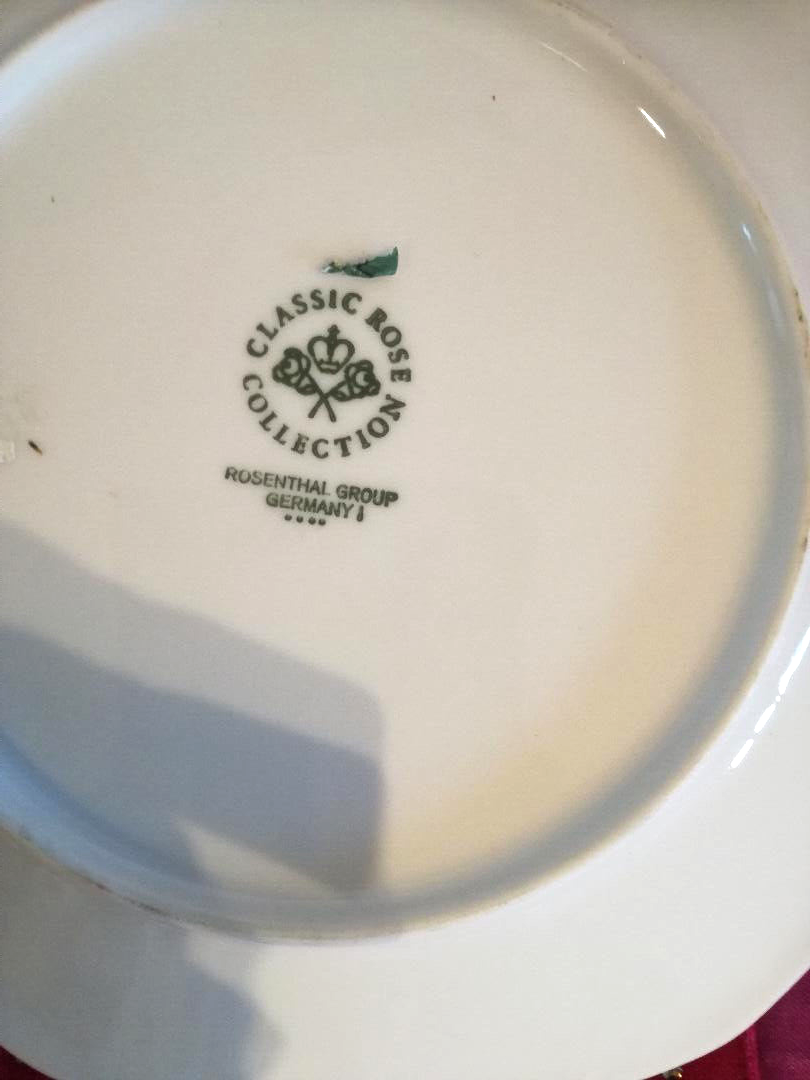 CLASSIC ROSE
COLLECTION
ROSENTHAL GROUP
GERMANY